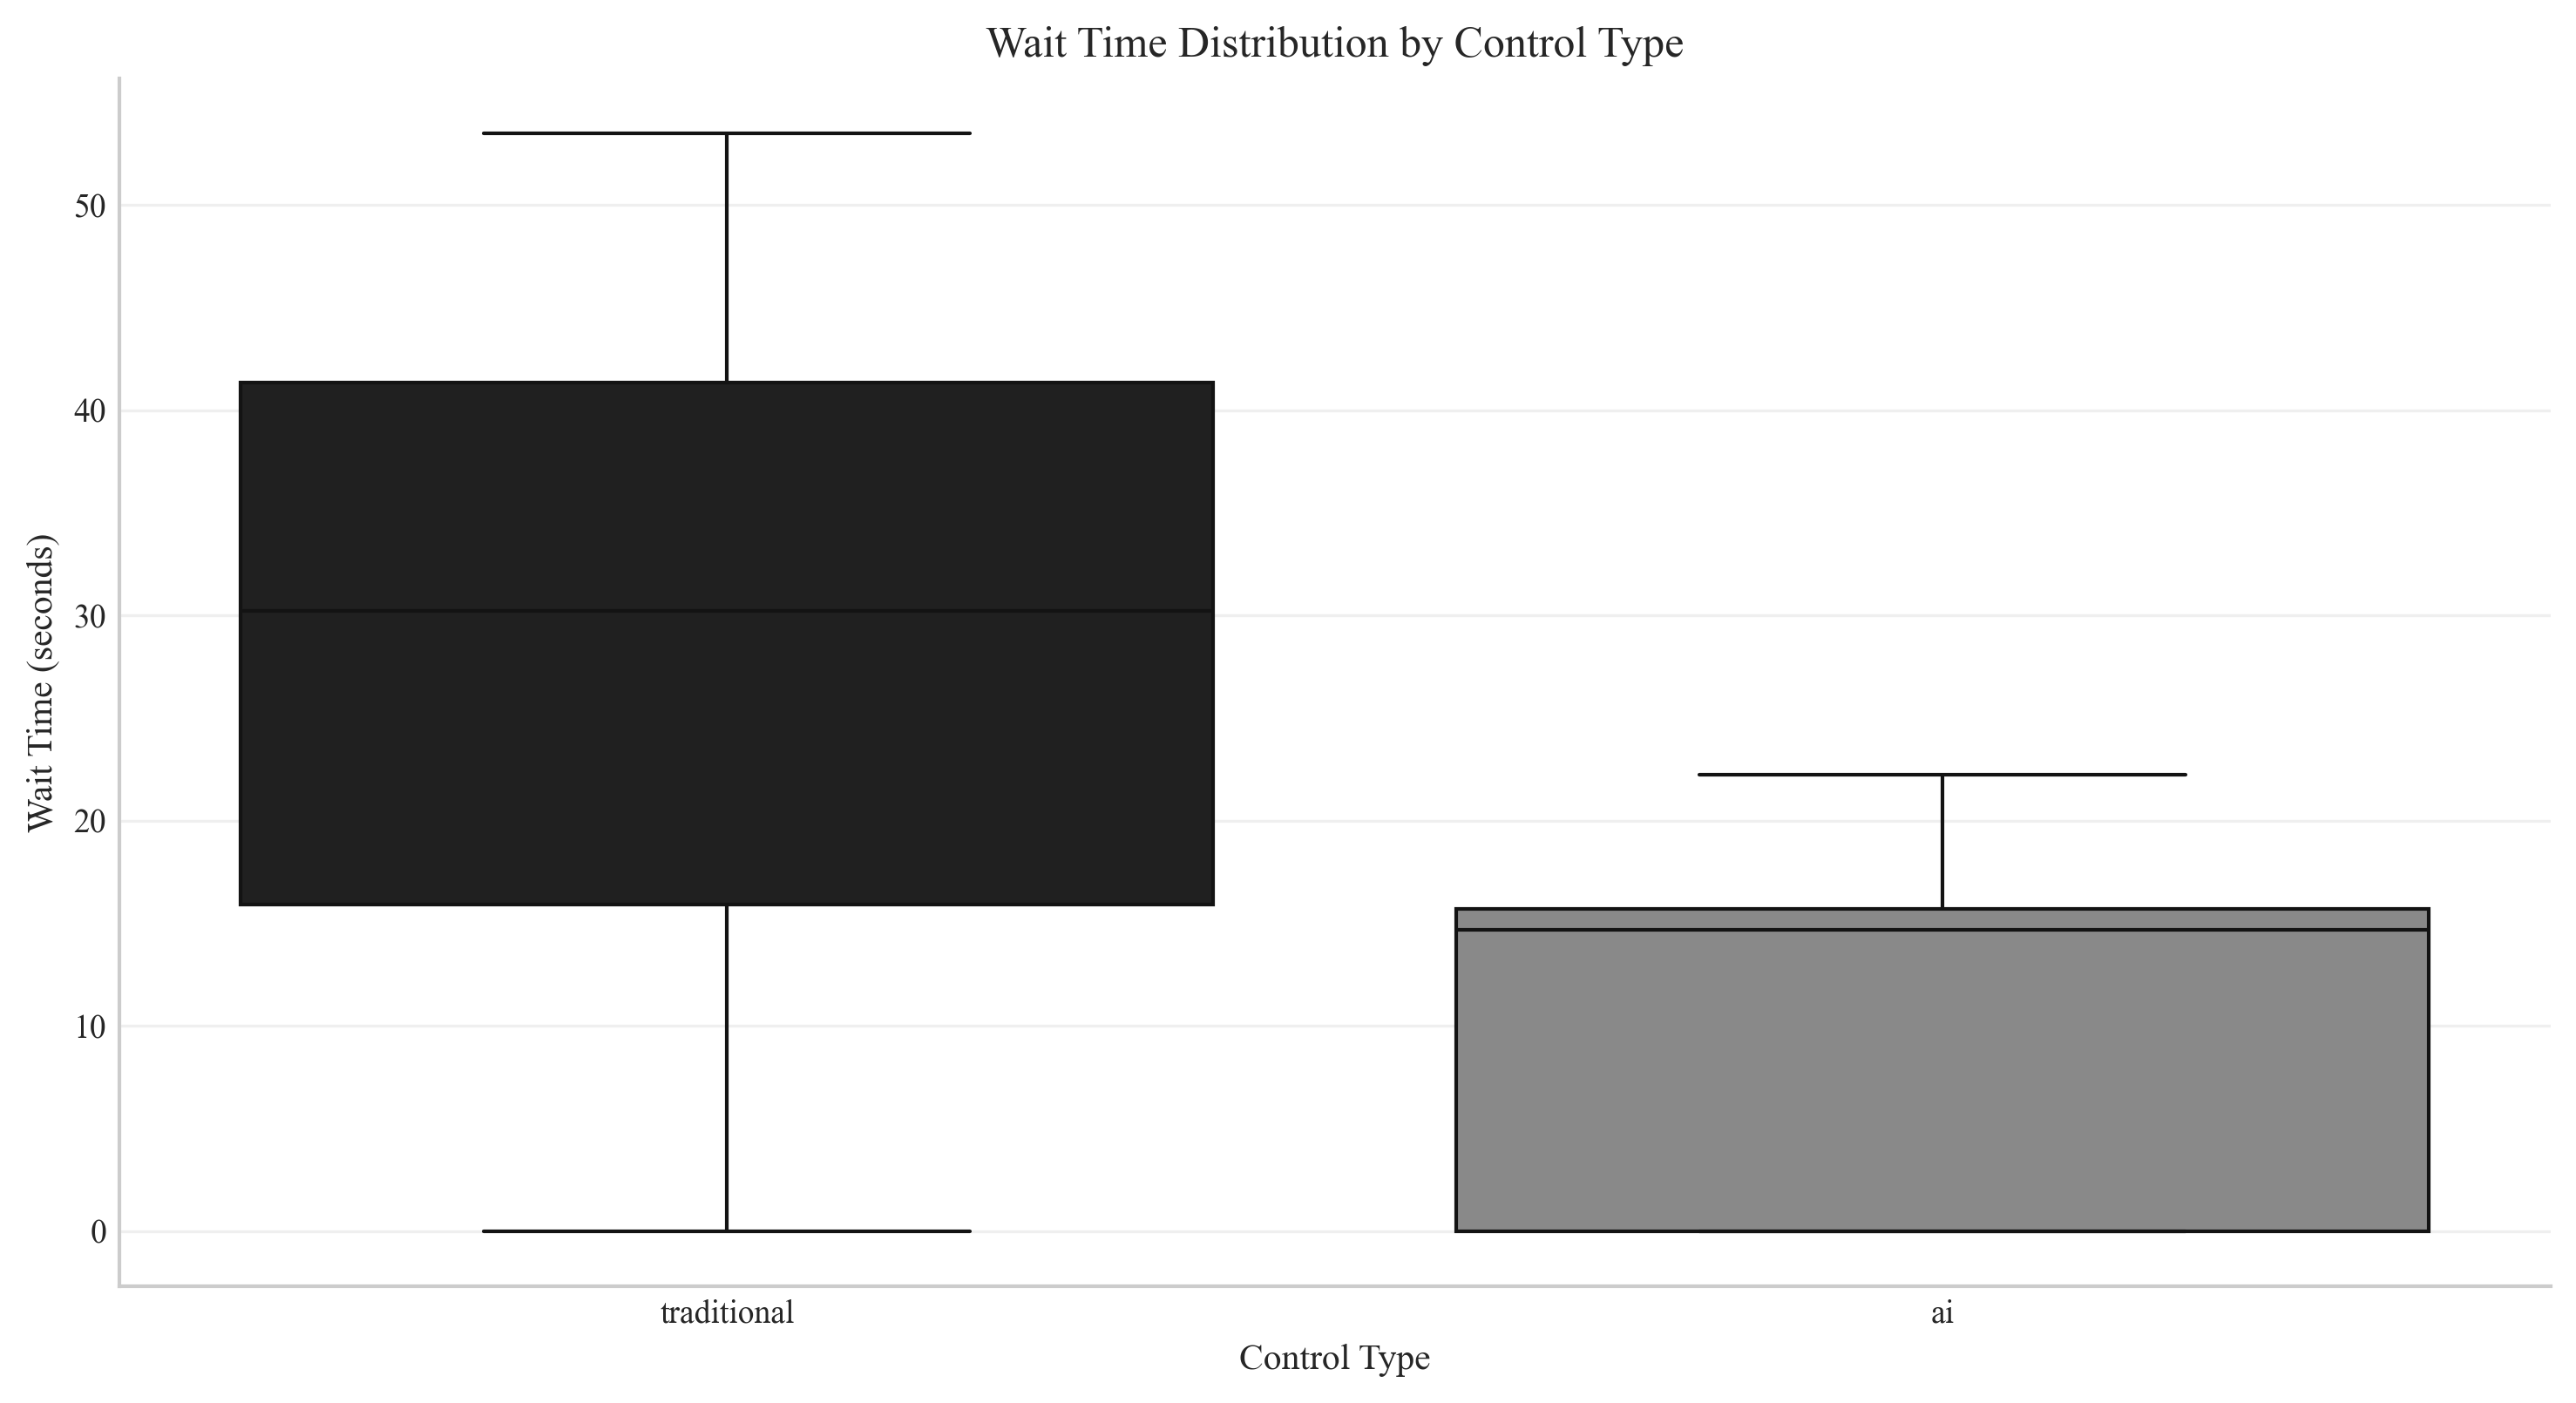 Wait Time Distribution by Control Type
Wait Time (seconds)
50
40
30
20
10
0
traditional
ai
Control Type